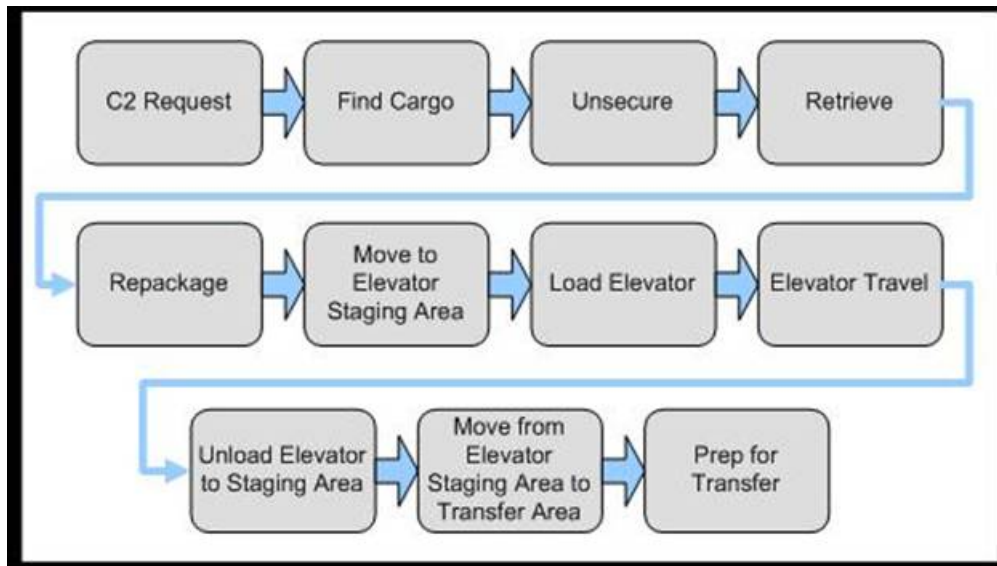 C2 Request
Find Cargo
Unsecure
Retrieve
Repackage
Move to
Elevator
Staging Area
Load Elevator
Elevator Travel
Unload Elevator
to Staging Area
Move from
Elevator
Staging Area to
Transfer Area
Prep for
Transfer